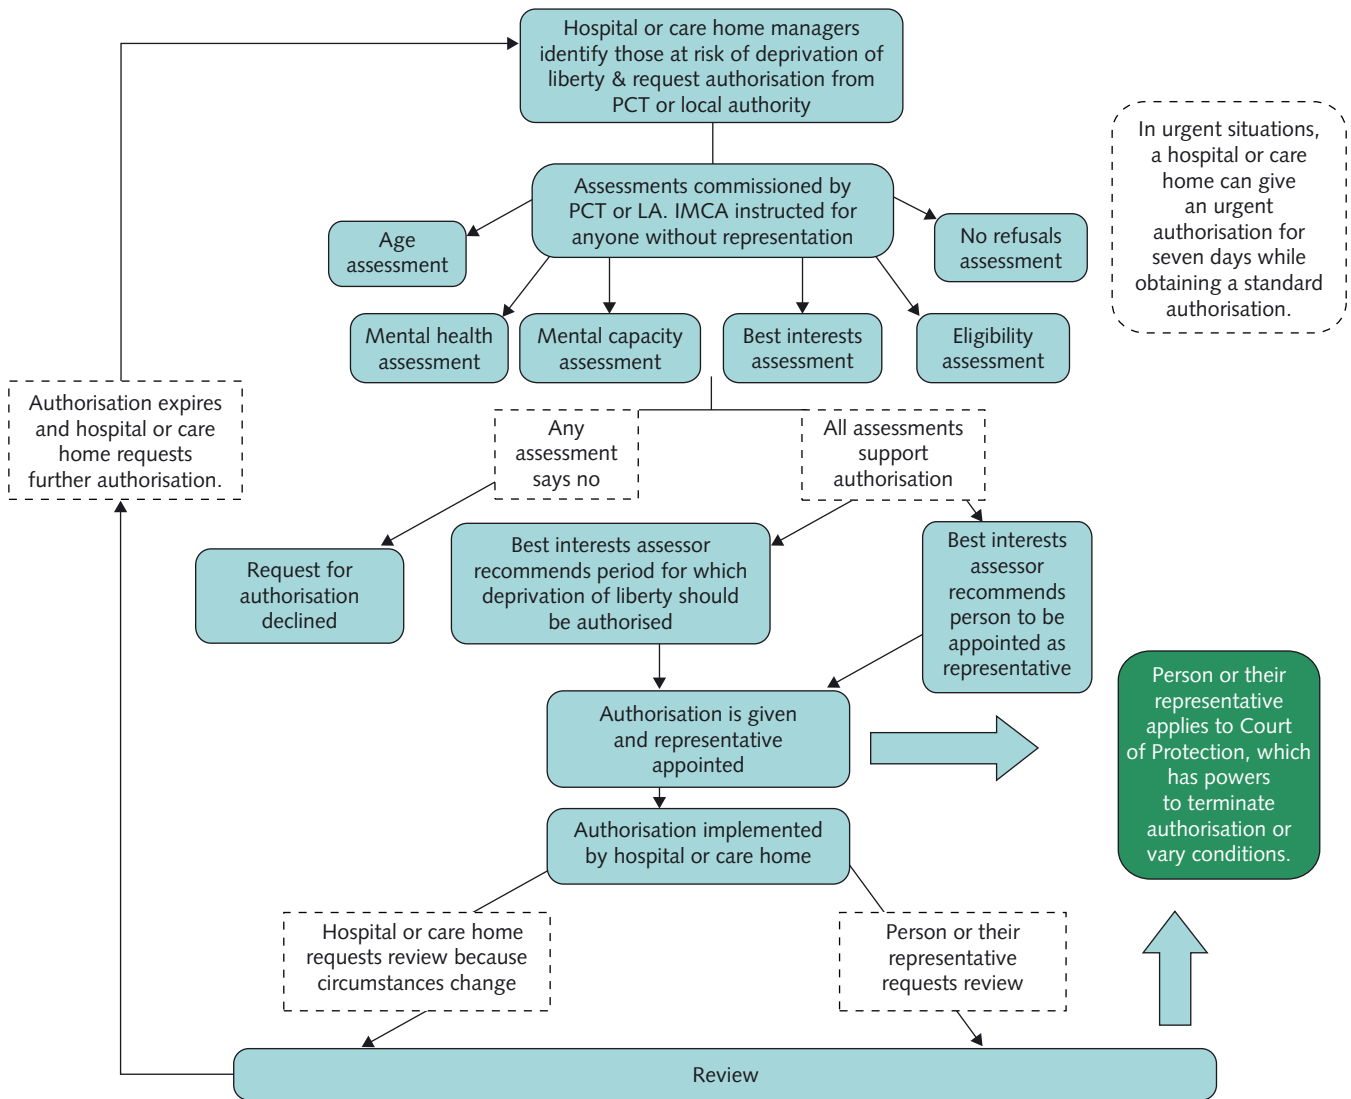 Hospital or care home managers
identify those at risk of deprivation of
liberty & request authorisation from
PCT or local authority
In urgent situations,
a hospital or care
home can give
an urgent
authorisation for
seven days while
obtaining a standard
authorisation.
Assessments commissioned by
PCT or LA. IMCA instructed for
anyone without representation
Age
assessment
No refusals
assessment
Mental health
assessment
Mental capacity
assessment
Best interests
assessment
Eligibility
assessment
Authorisation expires
and hospital or care
home requests
further authorisation.
Any
assessment
says no
All assessments
support
authorisation
Request for
authorisation
declined
Best interests assessor
recommends period for which
deprivation of liberty should
be authorised
Best interests
assessor
recommends
person to be
appointed as
representative
Authorisation is given
and representative
appointed
Person or their
representative
applies to Court
of Protection, which
has powers
to terminate
authorisation or
vary conditions.
Authorisation implemented
by hospital or care home
Hospital or care home
requests review because
circumstances change
Person or their
representative
requests review
Review